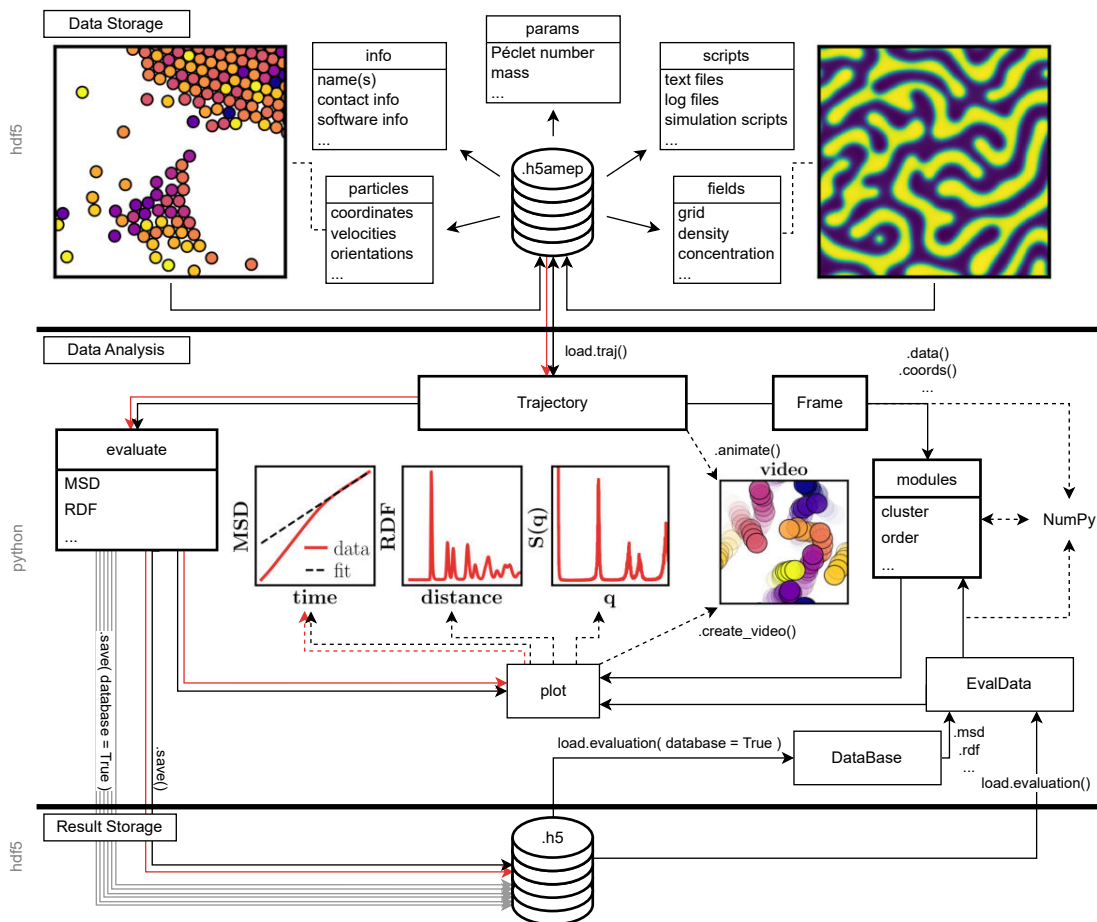 Data Storage
hdf5
info
name(s)
contact info
software info
...
params
Péclet number
mass
...
scripts
text files
log files
simulation scripts
...
.h5amep
particles
coordinates
velocities
orientations
...
fields
grid
density
concentration
...
Data Analysis
python
load.traj()
.data()
.coords()
...
Trajectory
Frame
evaluate
MSD
RDF
...
MSD
data
fit
time
RDF
distance
S(q)
q
.animate()
video
.create_video()
modules
cluster
order
...
NumPy
plot
EvalData
.save( database = True )
.save()
load.evaluation( database = True )
DataBase
.msd
.rdf
...
load.evaluation()
Result Storage
hdf5
.h5